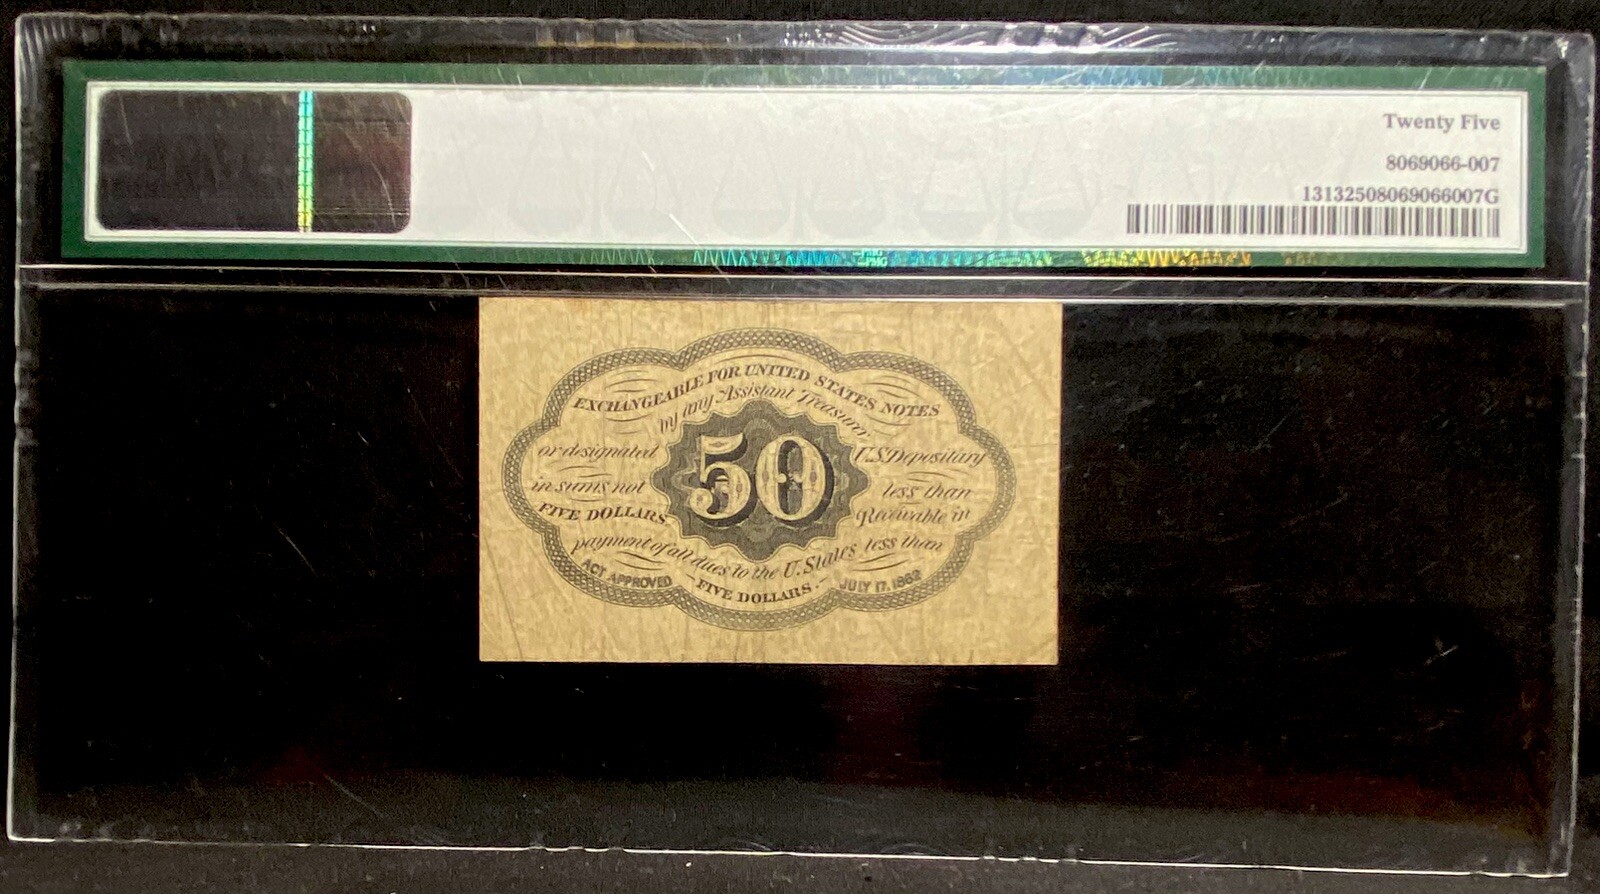 Twenty Five
8069066-007
13132508069066007G
PMG
EXCHANGEABLE FOR UNITED STATES NOTES
by any Assistant Treasurer
or designated U.S. Depositary
in sums not less than
FIVE DOLLARS Receivable in
payment of all dues to the U. States less than
FIVE DOLLARS.
ACT APPROVED JULY 17, 1862
50